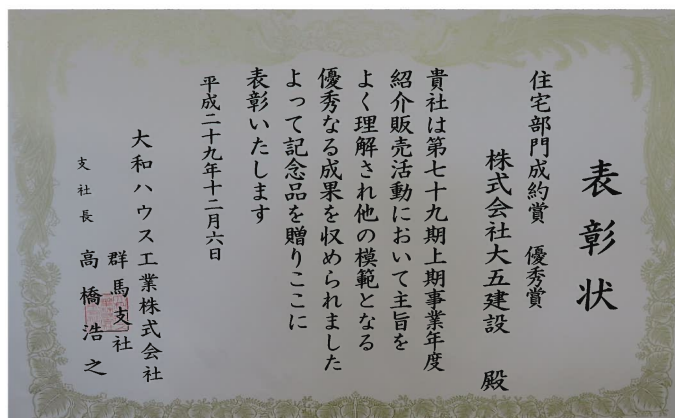 表彰状
住宅部門成約賞 優秀賞
株式会社大五建設 殿
貴社は第七十九期上期事業年度
紹介販売活動において主旨を
よく理解され他の模範となる
優秀なる成果を収められました
よって記念品を贈りここに
表彰いたします
平成二十九年十二月六日
大和ハウス工業株式会社
群馬支社
支社長 高橋浩之